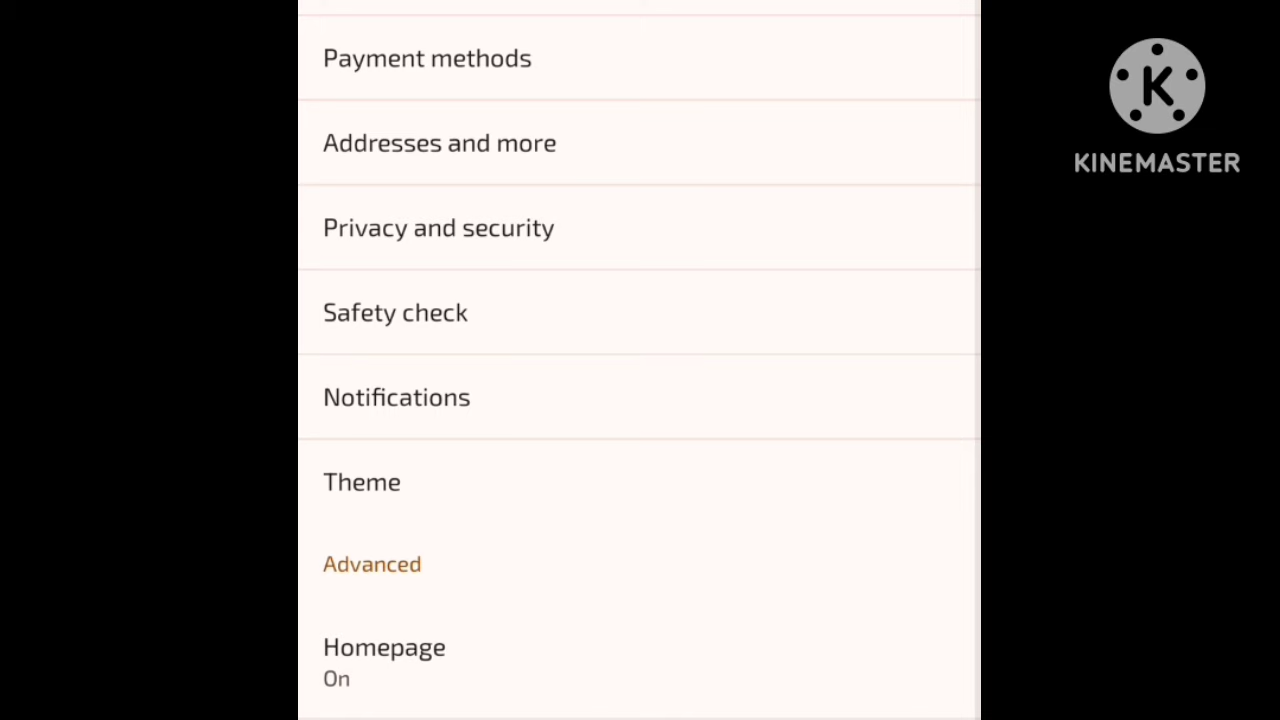 Payment methods
Addresses and more
Privacy and security
Safety check
Notifications
Theme
Advanced
Homepage
On
K
KINEMASTER